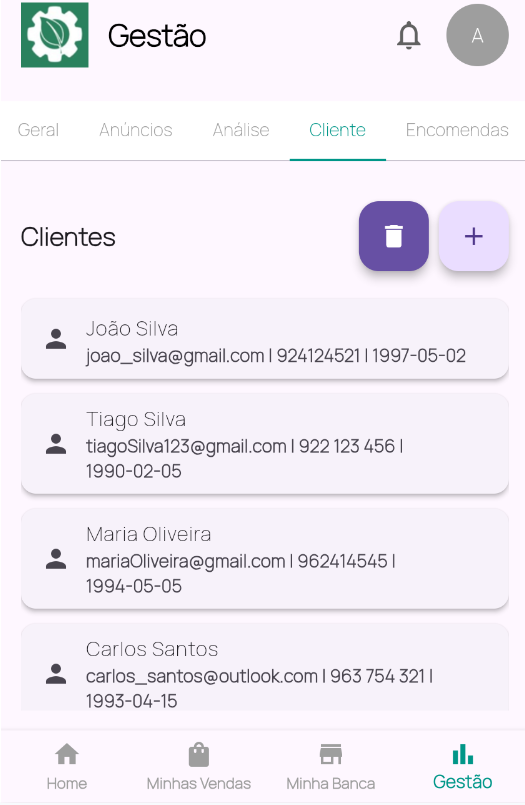 Gestão
A
Geral Anúncios Análise Cliente Encomendas
Clientes
João Silva
joao_silva@gmail.com | 924124521 | 1997-05-02
Tiago Silva
tiagoSilva123@gmail.com | 922 123 456 |
1990-02-05
Maria Oliveira
mariaOliveira@gmail.com | 962414545 |
1994-05-05
Carlos Santos
carlos_santos@outlook.com | 963 754 321 |
1993-04-15
Home Minhas Vendas Minha Banca Gestão